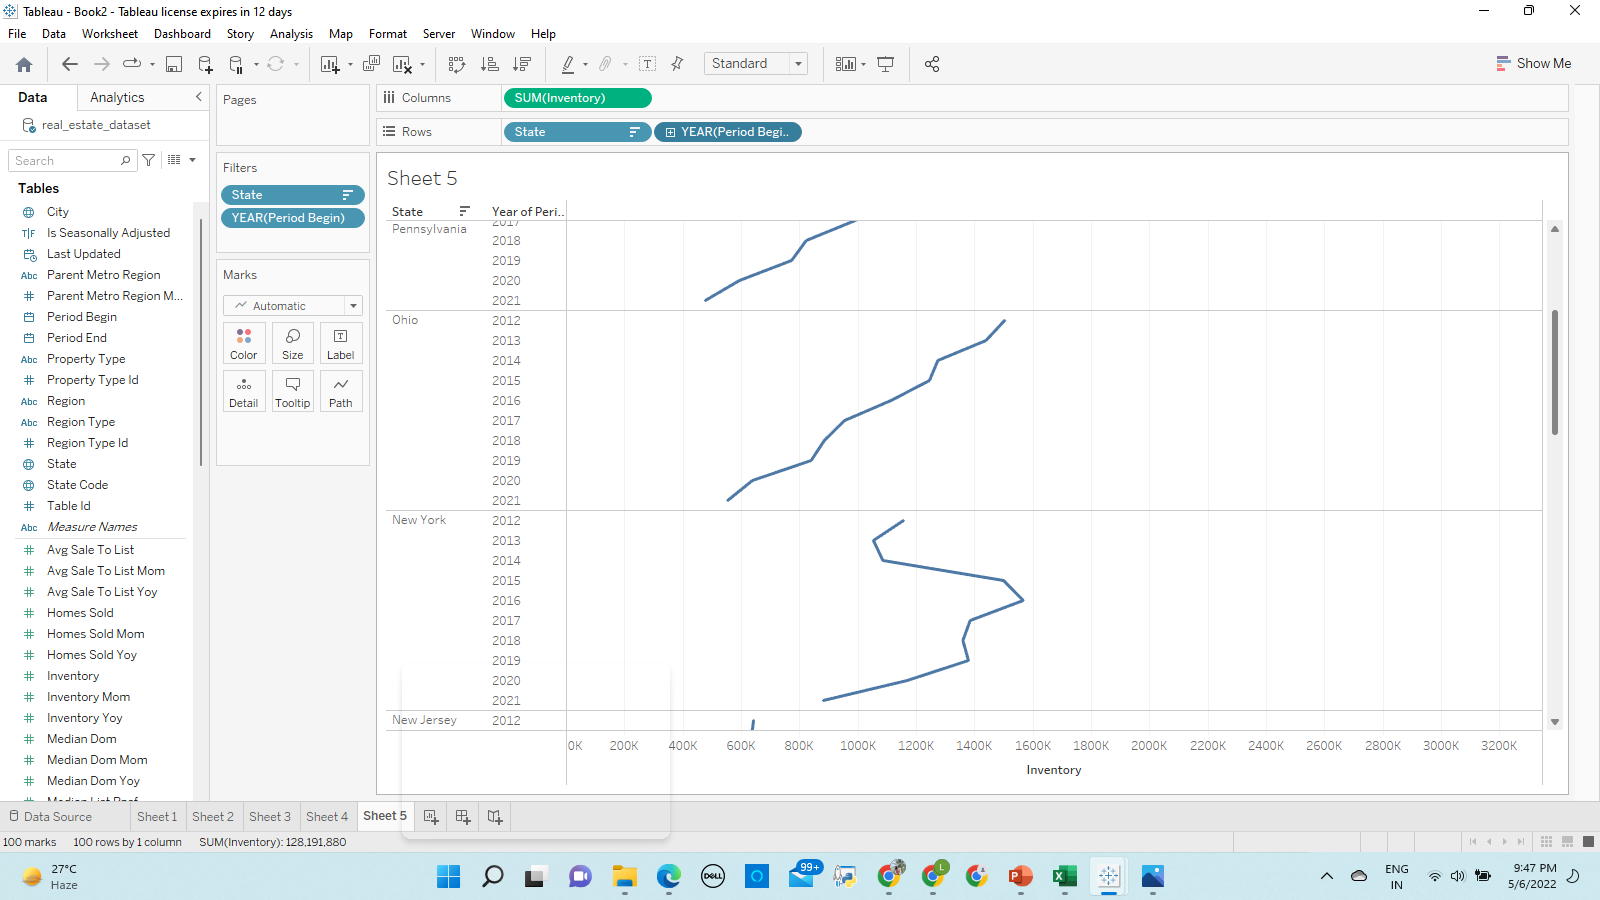 Tableau - Book2 - Tableau license expires in 12 days
File Data Worksheet Dashboard Story Analysis Map Format Server Window Help
Standard
Show Me
Data Analytics
real_estate_dataset
Search
Tables
City
Is Seasonally Adjusted
Last Updated
Abc Parent Metro Region
Parent Metro Region M...
Period Begin
Period End
Abc Property Type
Property Type Id
Abc Region
Abc Region Type
Region Type Id
State
State Code
Table Id
Abc Measure Names
Avg Sale To List
Avg Sale To List Mom
Avg Sale To List Yoy
Homes Sold
Homes Sold Mom
Homes Sold Yoy
Inventory
Inventory Mom
Inventory Yoy
Median Dom
Median Dom Mom
Median Dom Yoy
Pages
Filters
State
YEAR(Period Begin)
Marks
Automatic
Color Size Label
Detail Tooltip Path
Columns SUM(Inventory)
Rows State YEAR(Period Begi..
Sheet 5
State Year of Peri..
Pennsylvania 2017
2018
2019
2020
2021
Ohio 2012
2013
2014
2015
2016
2017
2018
2019
2020
2021
New York 2012
2013
2014
2015
2016
2017
2018
2019
2020
2021
New Jersey 2012
0K 200K 400K 600K 800K 1000K 1200K 1400K 1600K 1800K 2000K 2200K 2400K 2600K 2800K 3000K 3200K
Inventory
Data Source Sheet 1 Sheet 2 Sheet 3 Sheet 4 Sheet 5
100 marks 100 rows by 1 column SUM(Inventory): 128,191,880
27°C
Haze
DELL
99+
L
ENG
IN
9:47 PM
5/6/2022